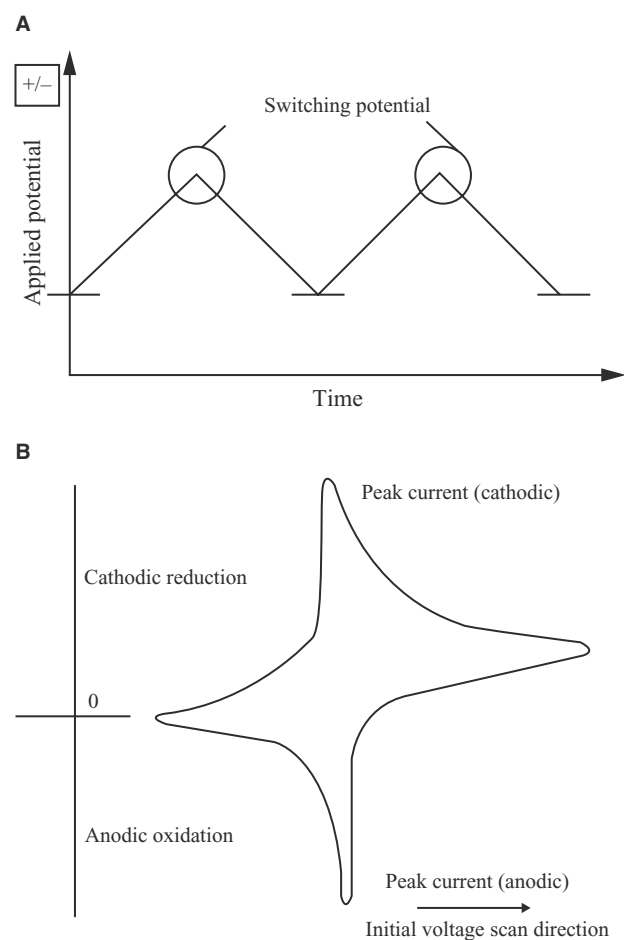 A
+/–
Switching potential
Applied potential
Time
B
Peak current (cathodic)
Cathodic reduction
0
Anodic oxidation
Peak current (anodic)
Initial voltage scan direction